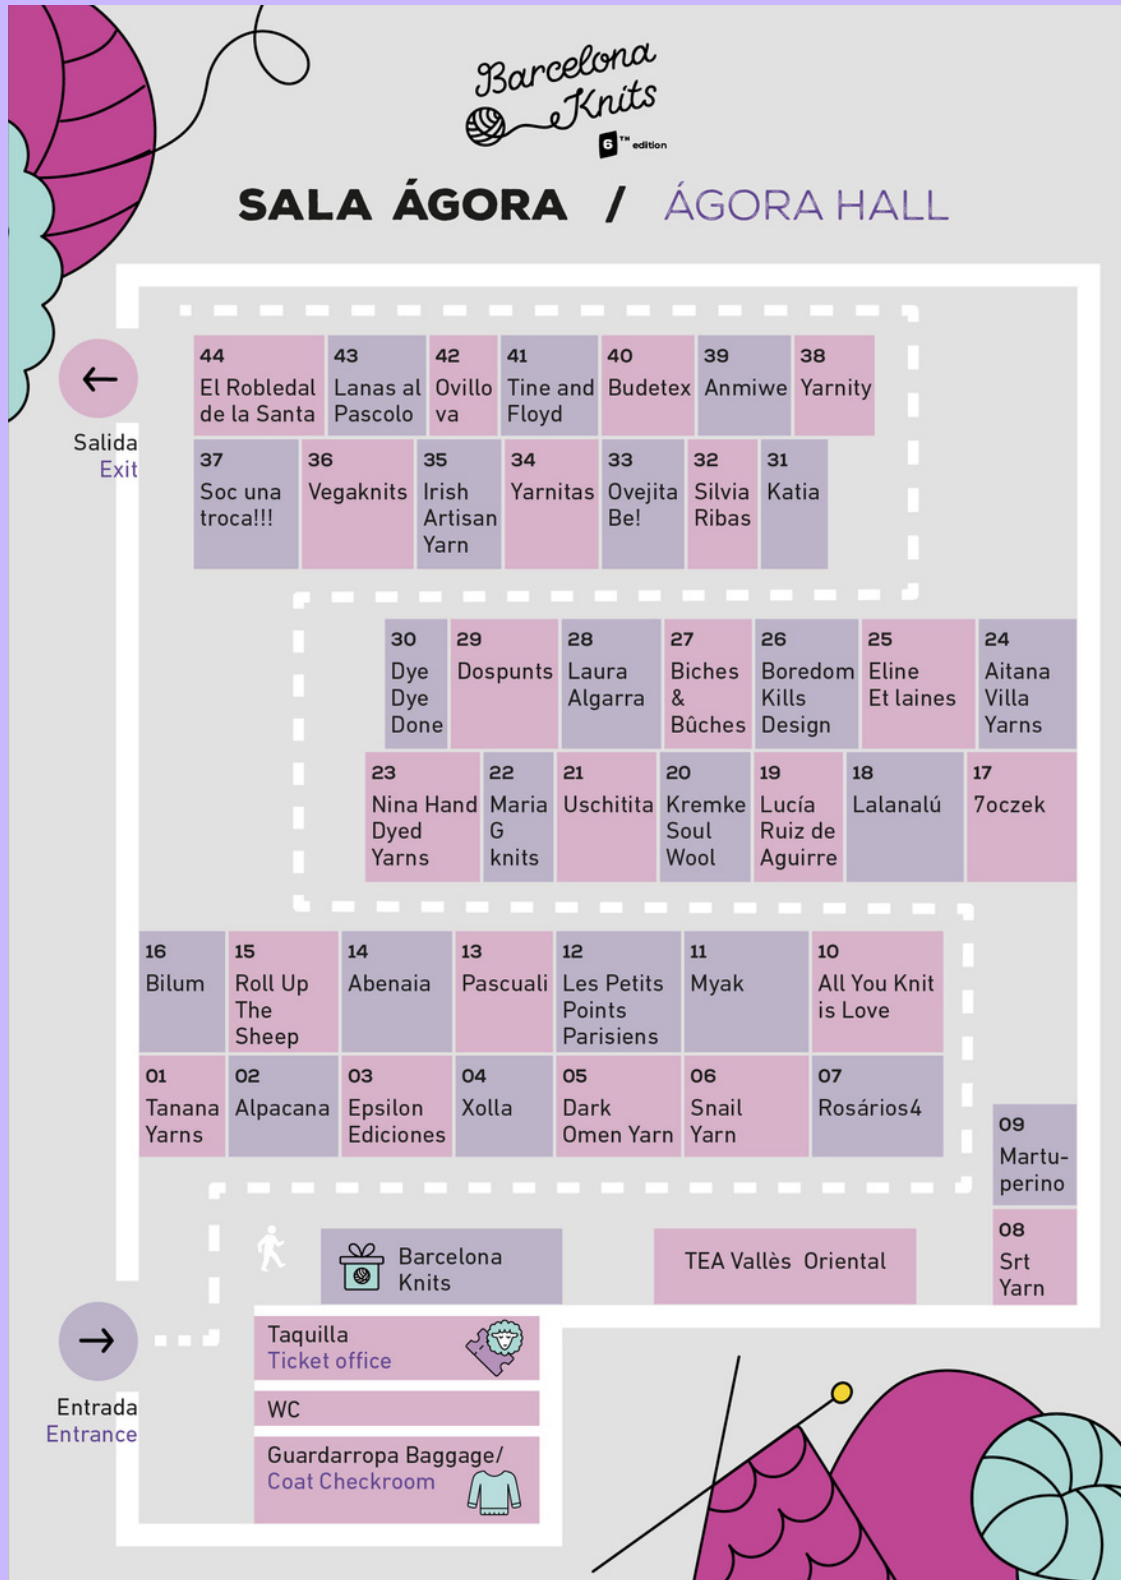 Barcelona
Knits
6TH edition
SALA ÁGORA / ÁGORA HALL
Salida
Exit
44
El Robledal
de la Santa
43
Lanas al
Pascolo
42
Ovillo
va
41
Tine and
Floyd
40
Budetex
39
Anmiwe
38
Yarnity
37
Soc una
troca!!!
36
Vegaknits
35
Irish
Artisan
Yarn
34
Yarnitas
33
Ovejita
Be!
32
Silvia
Ribas
31
Katia
30
Dye
Dye
Done
29
Dospunts
28
Laura
Algarra
27
Biches
&
Bûches
26
Boredom
Kills
Design
25
Eline
Et laines
24
Aitana
Villa
Yarns
23
Nina Hand
Dyed
Yarns
22
Maria
G
knits
21
Uschitita
20
Kremke
Soul
Wool
19
Lucía
Ruiz de
Aguirre
18
Lalanalú
17
7oczek
16
Bilum
15
Roll Up
The
Sheep
14
Abenaia
13
Pascuali
12
Les Petits
Points
Parisiens
11
Myak
10
All You Knit
is Love
01
Tanana
Yarns
02
Alpacana
03
Epsilon
Ediciones
04
Xolla
05
Dark
Omen Yarn
06
Snail
Yarn
07
Rosários4
09
Martu-
perino
08
Srt
Yarn
Barcelona
Knits
TEA Vallès Oriental
Entrada
Entrance
Taquilla
Ticket office
WC
Guardarropa Baggage/
Coat Checkroom